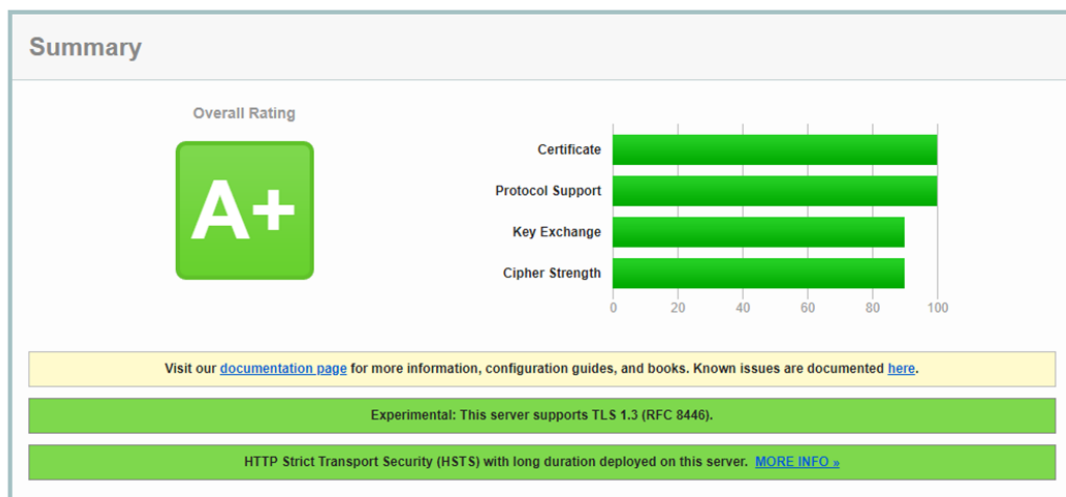 Summary
Overall Rating
A+
Certificate
Protocol Support
Key Exchange
Cipher Strength
0 20 40 60 80 100
Visit our documentation page for more information, configuration guides, and books. Known issues are documented here.
Experimental: This server supports TLS 1.3 (RFC 8446).
HTTP Strict Transport Security (HSTS) with long duration deployed on this server. MORE INFO »